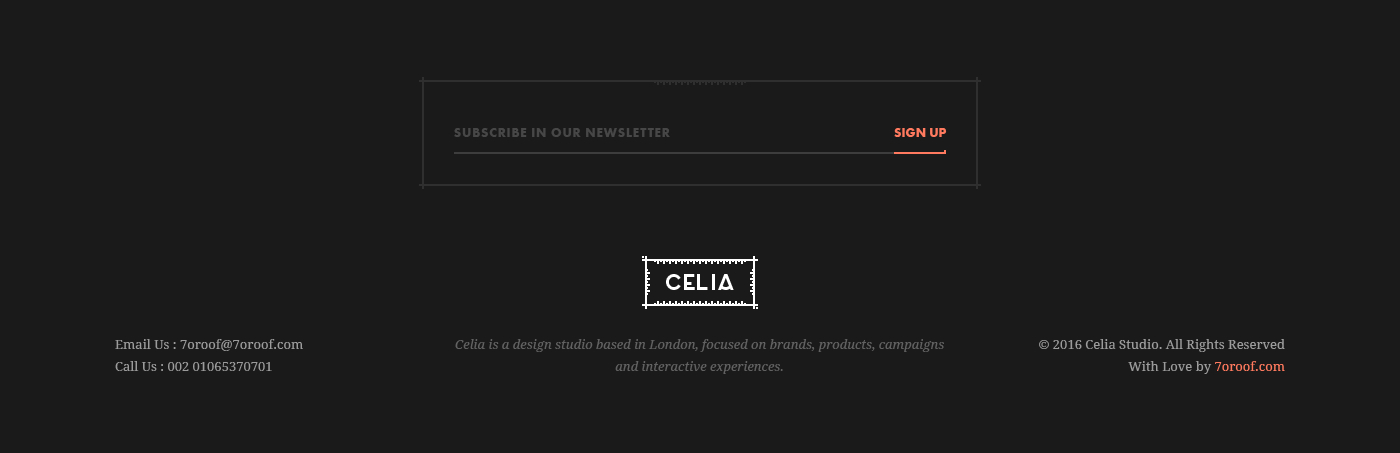 SUBSCRIBE IN OUR NEWSLETTER
SIGN UP
CELIA
Email Us : 7oroof@7oroof.com
Call Us : 002 01065370701
Celia is a design studio based in London, focused on brands, products, campaigns
and interactive experiences.
© 2016 Celia Studio. All Rights Reserved
With Love by 7oroof.com